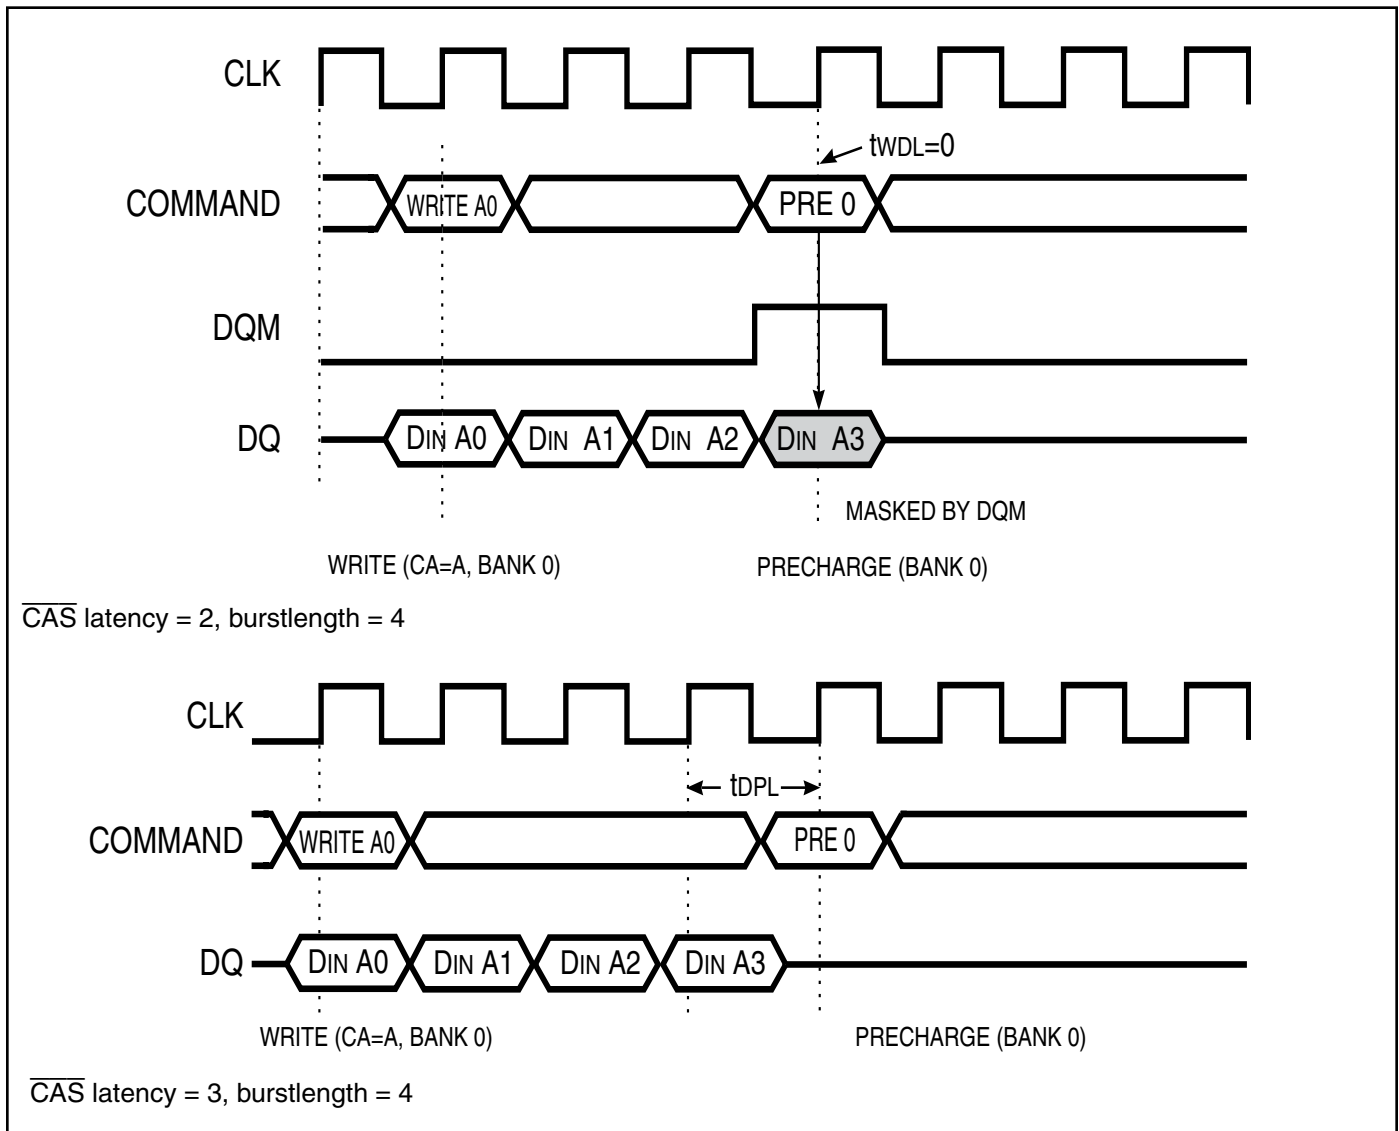 CLK
tWDL=0
COMMAND WRITE A0 PRE 0
DQM
DQ DIN A0 DIN A1 DIN A2 DIN A3
MASKED BY DQM
WRITE (CA=A, BANK 0) PRECHARGE (BANK 0)
CAS latency = 2, burstlength = 4
CLK
tDPL
COMMAND WRITE A0 PRE 0
DQ DIN A0 DIN A1 DIN A2 DIN A3
WRITE (CA=A, BANK 0) PRECHARGE (BANK 0)
CAS latency = 3, burstlength = 4